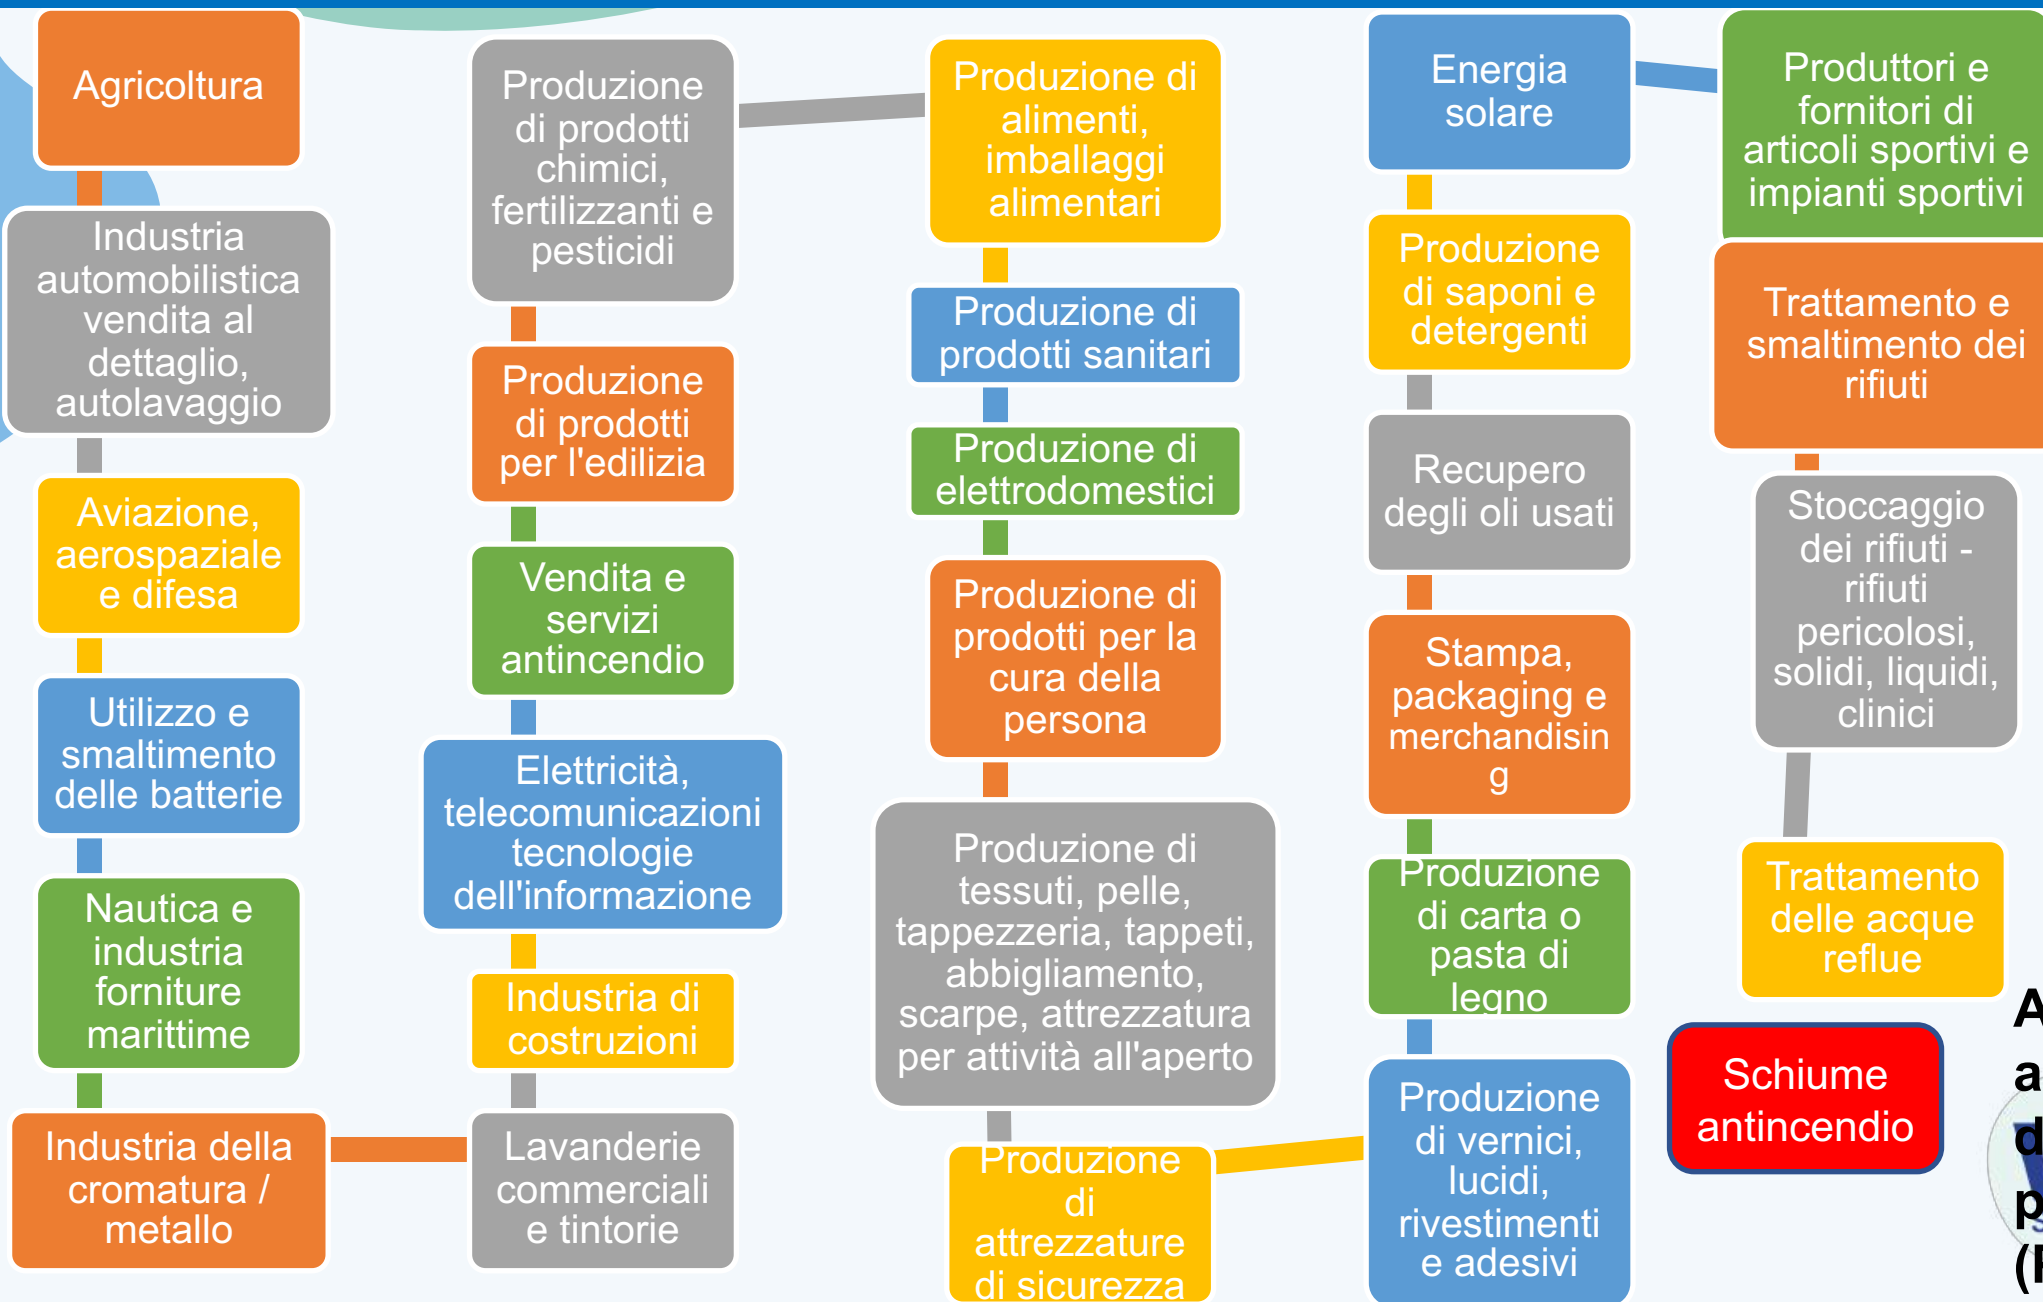 Agricoltura
Industria
automobilistica
vendita al
dettaglio,
autolavaggio
Aviazione,
aerospaziale
e difesa
Utilizzo e
smaltimento
delle batterie
Nautica e
industria
forniture
marittime
Industria della
cromatura /
metallo
Lavanderie
commerciali
e tintorie
Industria di
costruzioni
Elettricità,
telecomunicazioni
tecnologie
dell'informazione
Vendita e
servizi
antincendio
Produzione
di prodotti
per l'edilizia
Produzione
di prodotti
chimici,
fertilizzanti e
pesticidi
Produzione di
alimenti,
imballaggi
alimentari
Produzione di
prodotti sanitari
Produzione di
elettrodomestici
Produzione di
prodotti per la
cura della
persona
Produzione di
tessuti, pelle,
tappezzeria, tappeti,
abbigliamento,
scarpe, attrezzatura
per attività all'aperto
Produzione
di
attrezzature
di sicurezza
Produzione
di vernici,
lucidi,
rivestimenti
e adesivi
Produzione
di carta o
pasta di
legno
Stampa,
packaging e
merchandisin
g
Recupero
degli oli usati
Produzione
di saponi e
detergenti
Energia
solare
Produttori e
fornitori di
articoli sportivi e
impianti sportivi
Trattamento e
smaltimento dei
rifiuti
Stoccaggio
dei rifiuti -
rifiuti
pericolosi,
solidi, liquidi,
clinici
Trattamento
delle acque
reflue
Schiume
antincendio